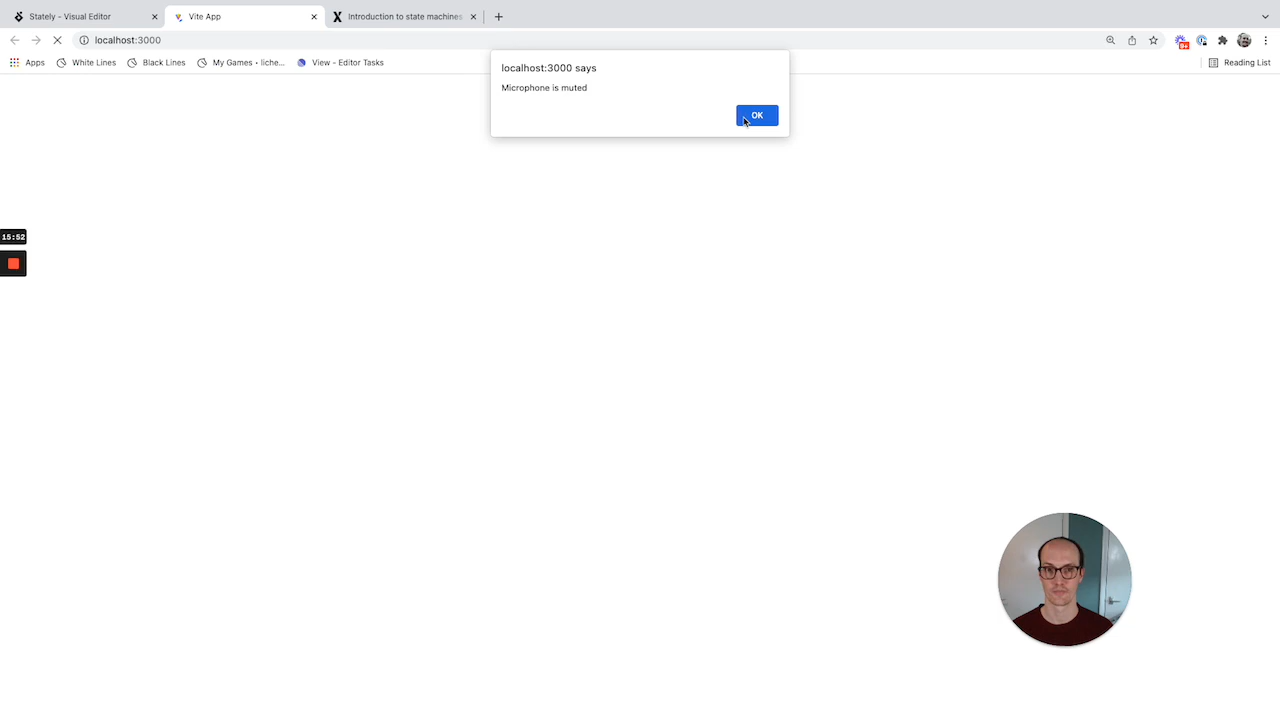 Stately - Visual Editor
Vite App
Introduction to state machines
localhost:3000
9+
Apps
White Lines
Black Lines
My Games • liche...
View - Editor Tasks
Reading List
localhost:3000 says
Microphone is muted
OK
15:52